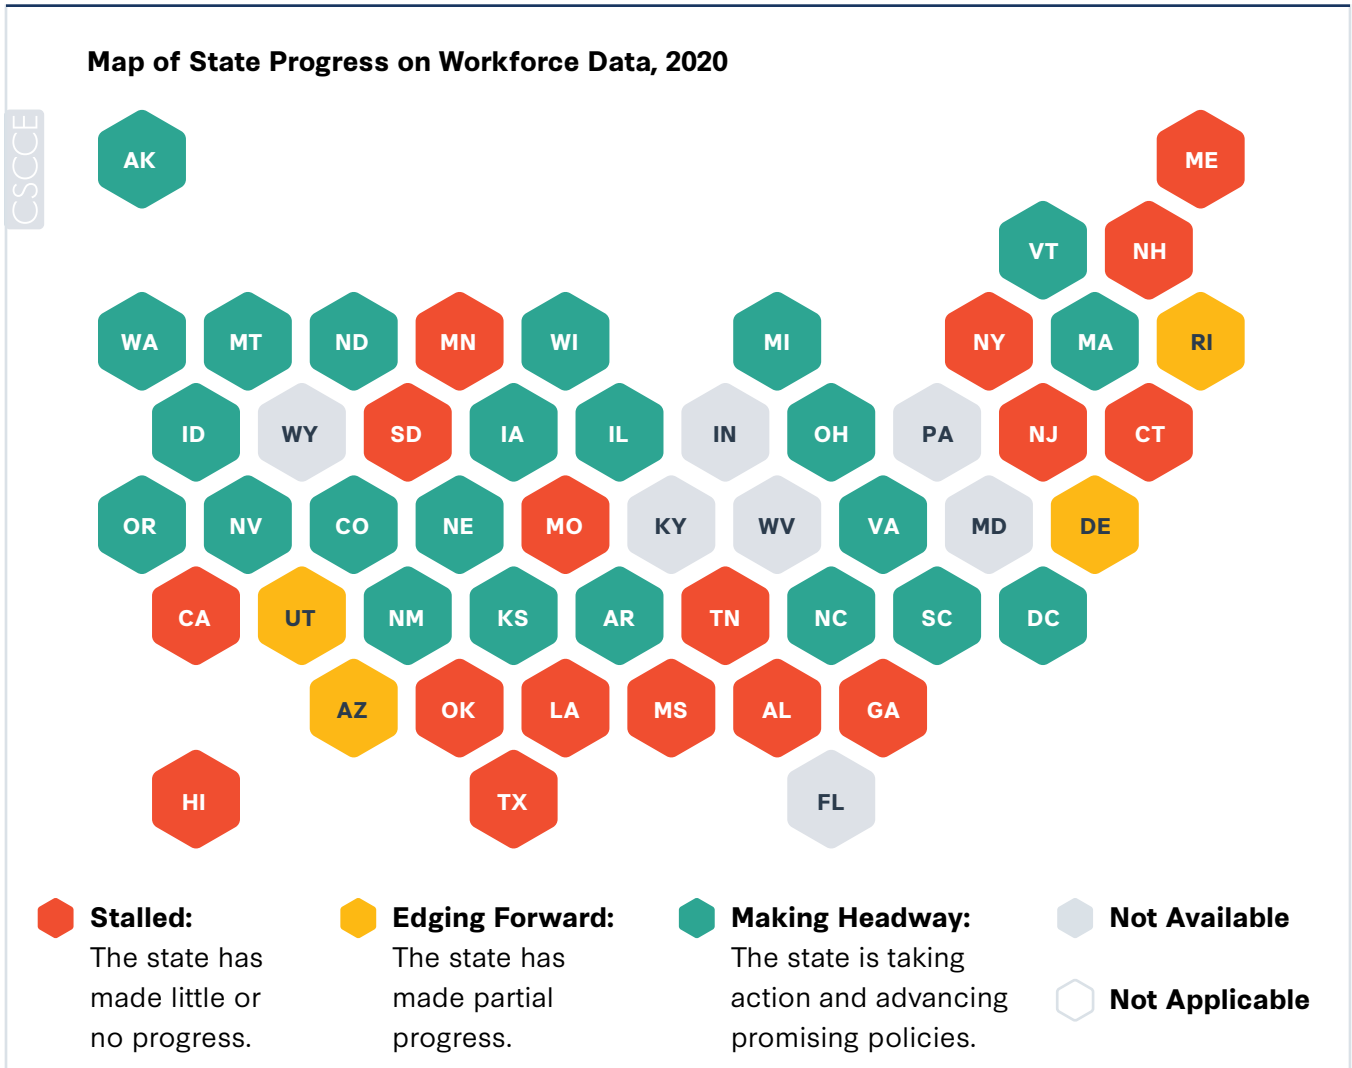 Map of State Progress on Workforce Data, 2020
CSCCE
AK
ME
VT
NH
WA
MT
ND
MN
WI
MI
NY
MA
RI
ID
WY
SD
IA
IL
IN
OH
PA
NJ
CT
OR
NV
CO
NE
MO
KY
WV
VA
MD
DE
CA
UT
NM
KS
AR
TN
NC
SC
DC
AZ
OK
LA
MS
AL
GA
HI
TX
FL
Stalled:
The state has
made little or
no progress.
Edging Forward:
The state has
made partial
progress.
Making Headway:
The state is taking
action and advancing
promising policies.
Not Available
Not Applicable